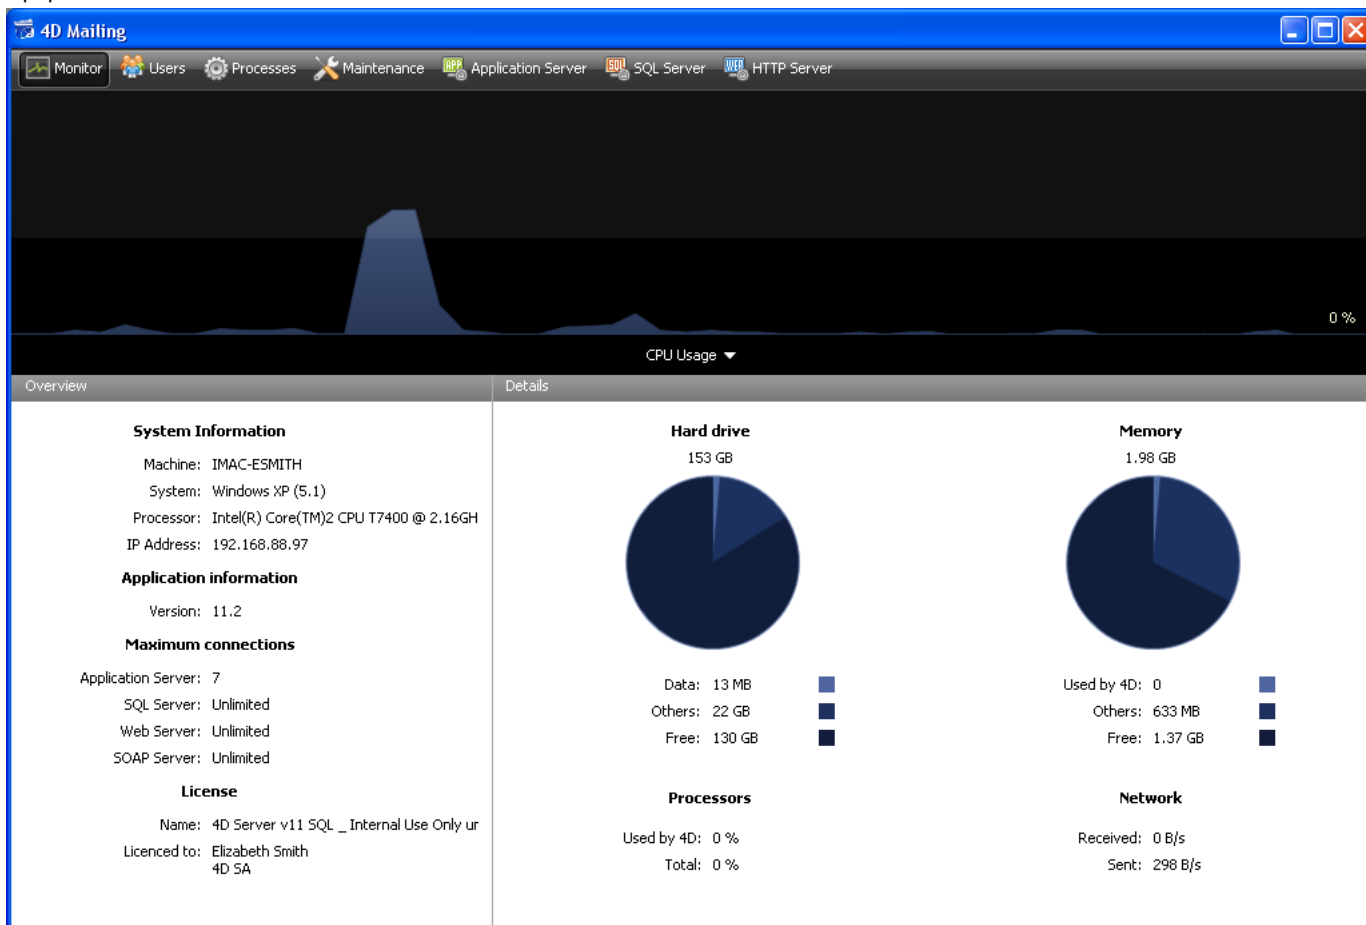 4D Mailing
Monitor Users Processes Maintenance Application Server SQL Server HTTP Server
0 %
CPU Usage
Overview Details
System Information
Machine: IMAC-ESMITH
System: Windows XP (5.1)
Processor: Intel(R) Core(TM)2 CPU T7400 @ 2.16GH
IP Address: 192.168.88.97
Application information
Version: 11.2
Maximum connections
Application Server: 7
SQL Server: Unlimited
Web Server: Unlimited
SOAP Server: Unlimited
License
Name: 4D Server v11 SQL _ Internal Use Only ur
Licenced to: Elizabeth Smith
4D SA
Hard drive
153 GB
Data: 13 MB
Others: 22 GB
Free: 130 GB
Memory
1.98 GB
Used by 4D: 0
Others: 633 MB
Free: 1.37 GB
Processors
Used by 4D: 0 %
Total: 0 %
Network
Received: 0 B/s
Sent: 298 B/s